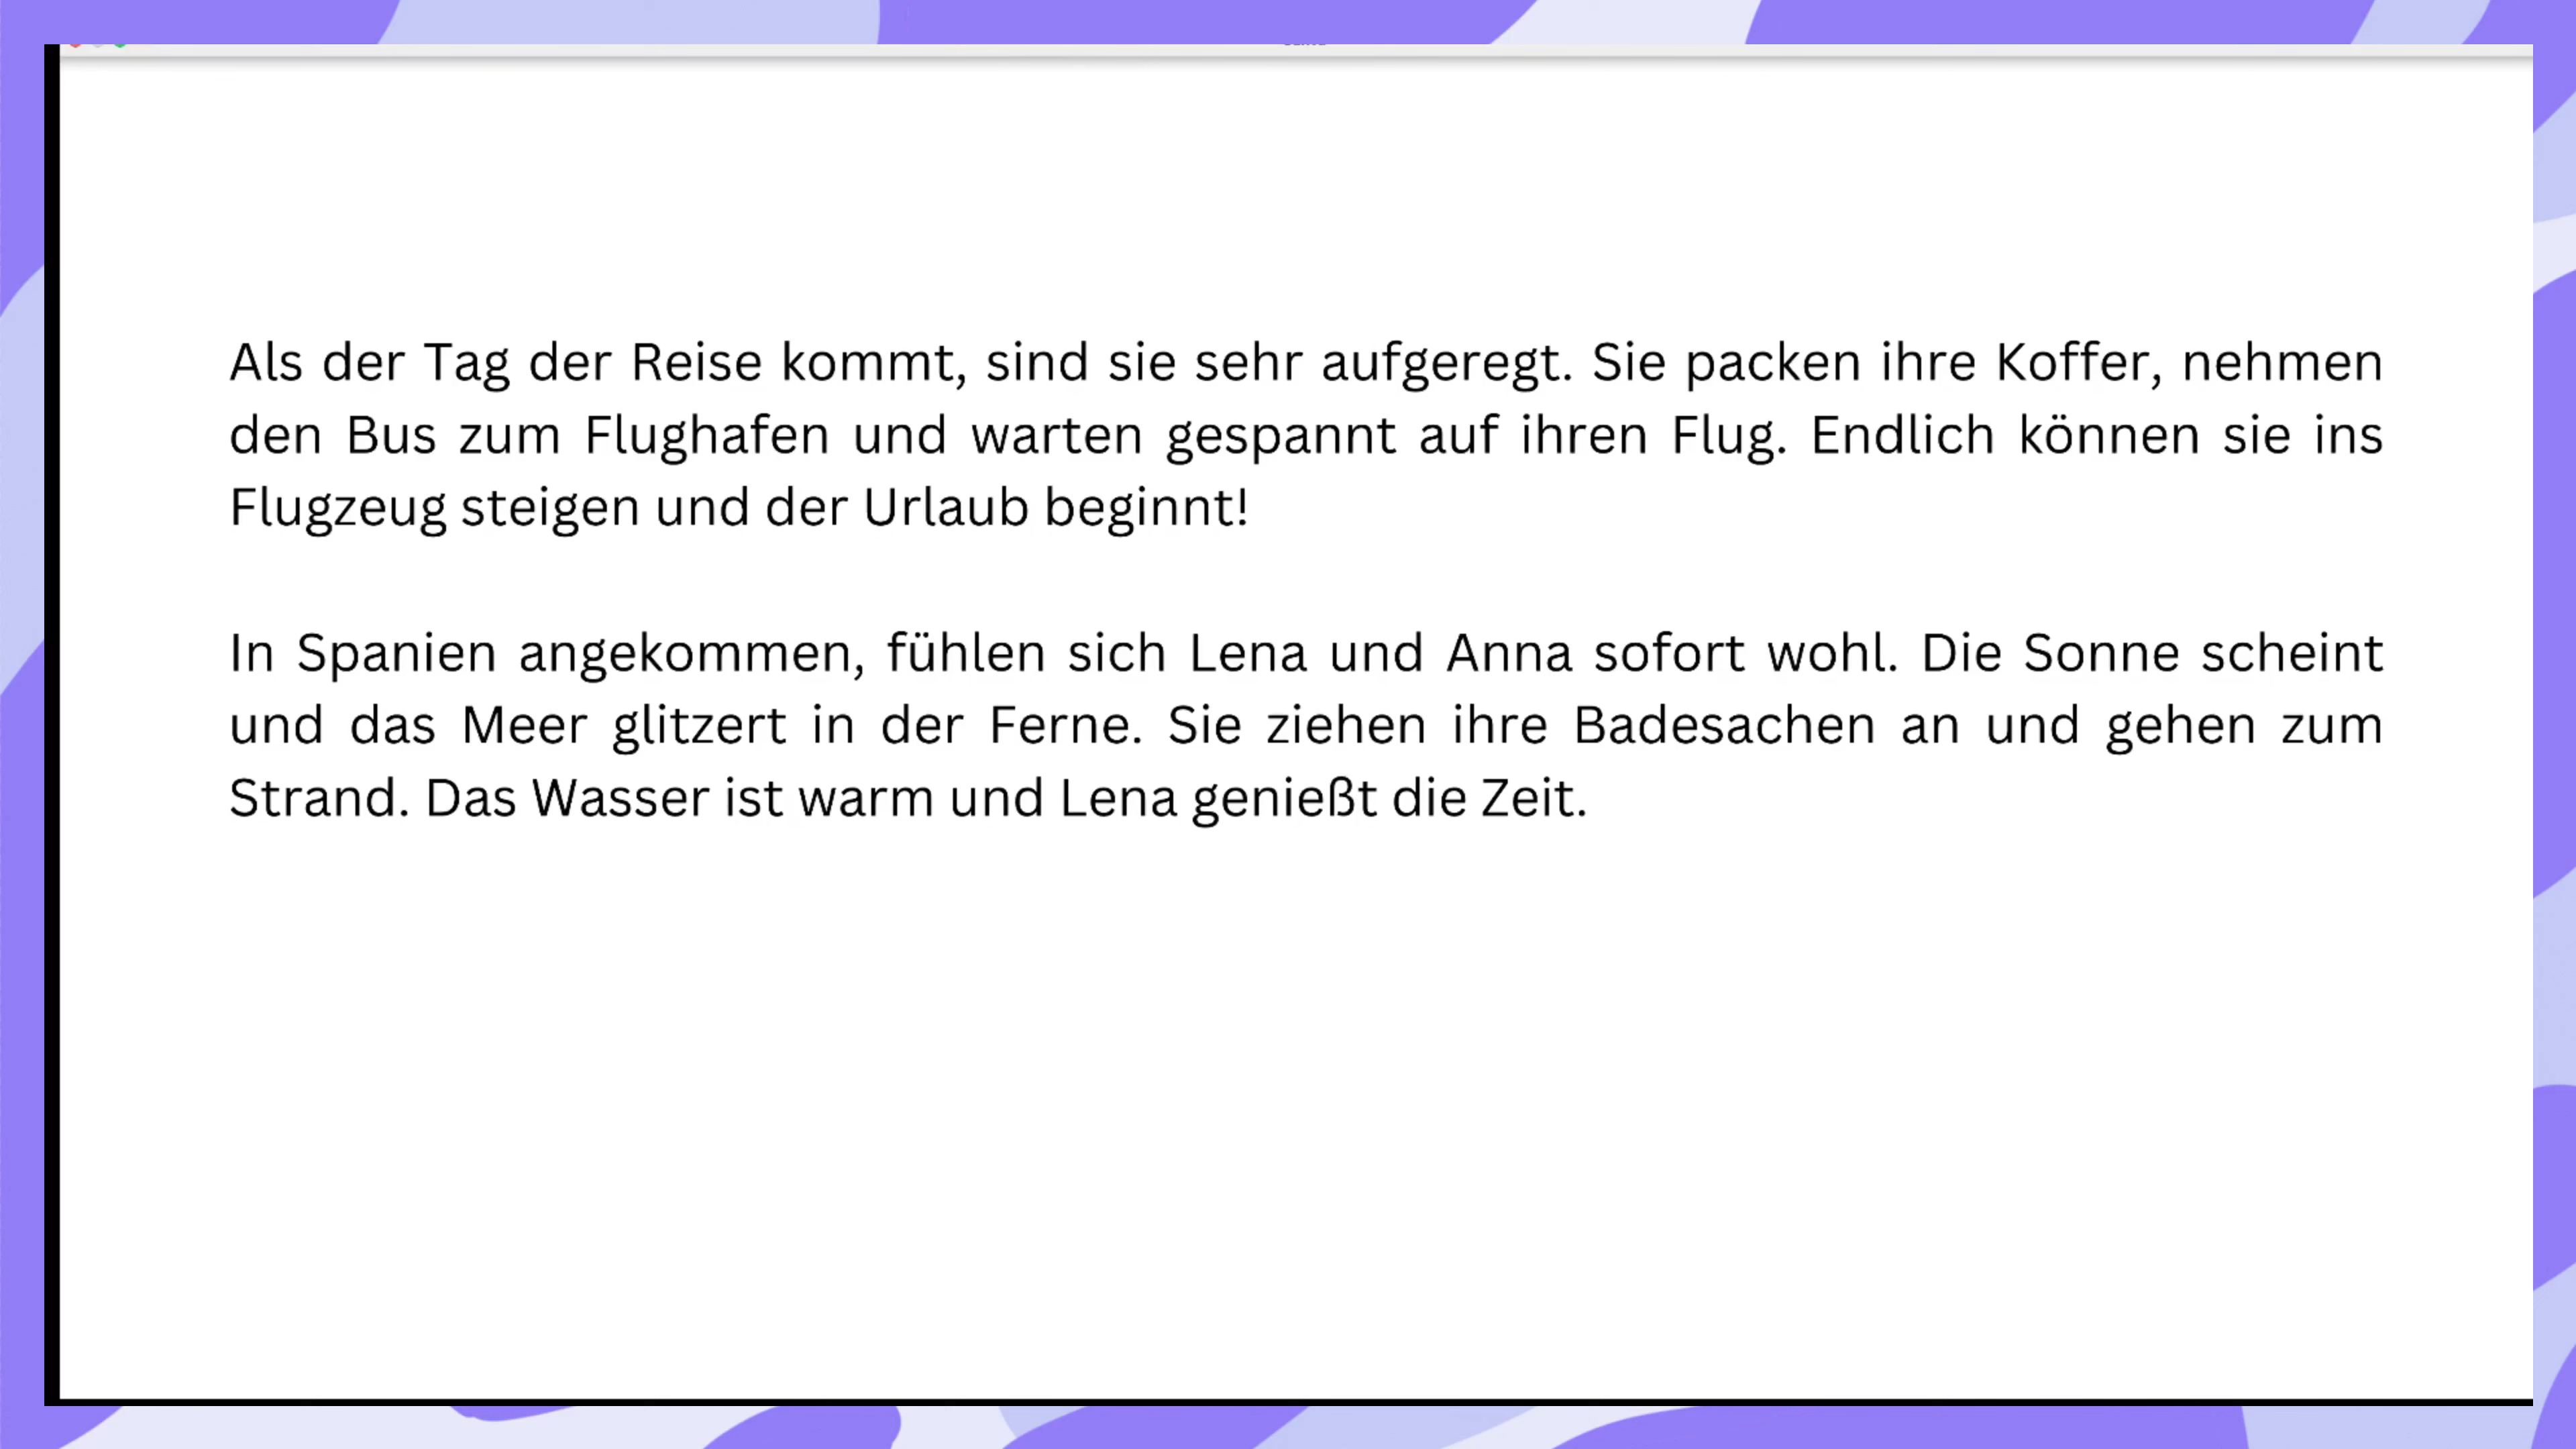 Als der Tag der Reise kommt, sind sie sehr aufgeregt. Sie packen ihre Koffer, nehmen
den Bus zum Flughafen und warten gespannt auf ihren Flug. Endlich können sie ins
Flugzeug steigen und der Urlaub beginnt!
In Spanien angekommen, fühlen sich Lena und Anna sofort wohl. Die Sonne scheint
und das Meer glitzert in der Ferne. Sie ziehen ihre Badesachen an und gehen zum
Strand. Das Wasser ist warm und Lena genießt die Zeit.